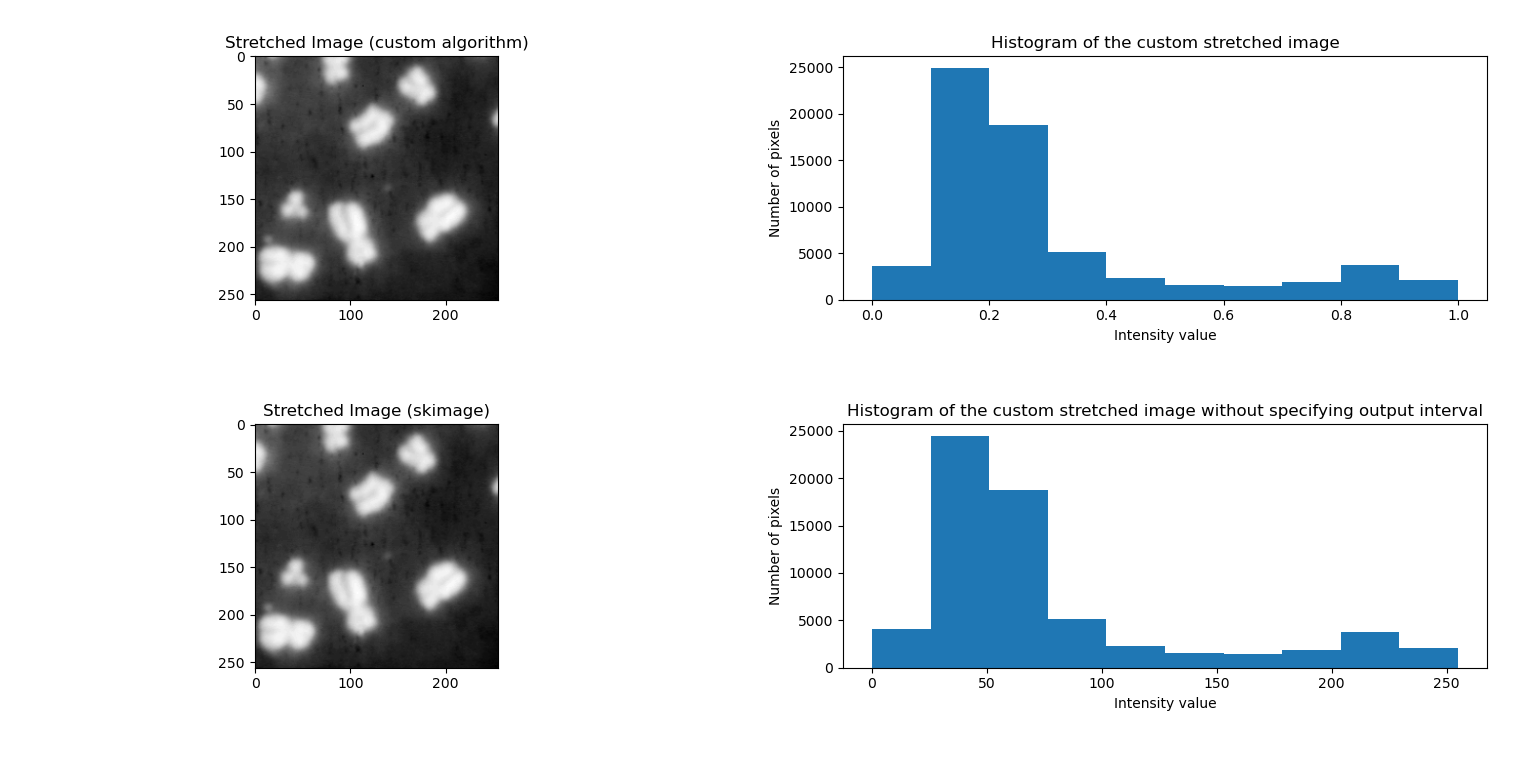 Stretched Image (custom algorithm)
0
50
100
150
200
250
0 100 200
Histogram of the custom stretched image
Number of pixels
25000
20000
15000
10000
5000
0
0.0 0.2 0.4 0.6 0.8 1.0
Intensity value
Stretched Image (skimage)
0
50
100
150
200
250
0 100 200
Histogram of the custom stretched image without specifying output interval
Number of pixels
25000
20000
15000
10000
5000
0
0 50 100 150 200 250
Intensity value